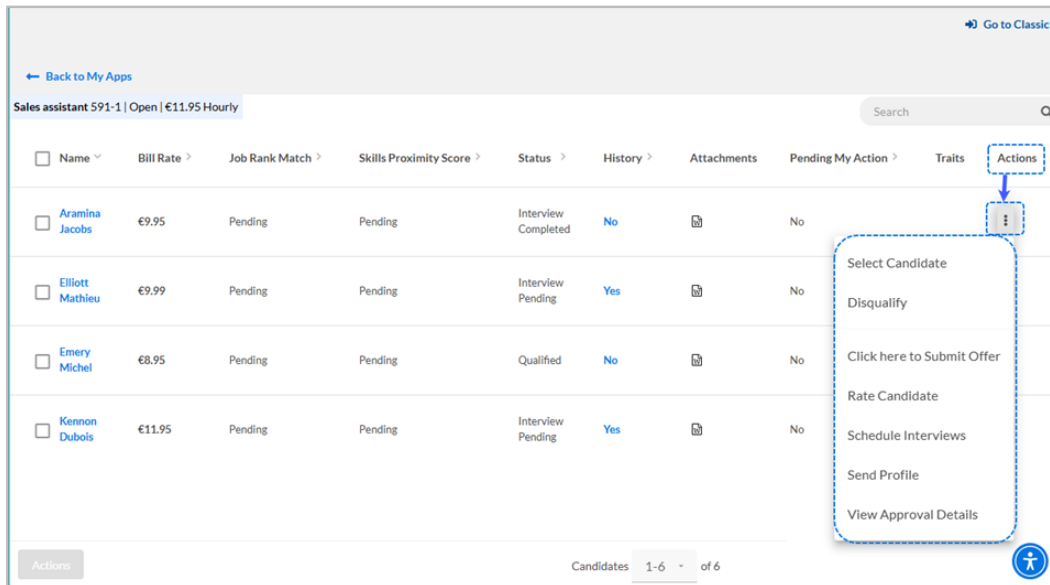 Go to Classic
Back to My Apps
Sales assistant 591-1 | Open | €11.95 Hourly
Search
Name Bill Rate Job Rank Match Skills Proximity Score Status History Attachments Pending My Action Traits Actions
Aramina
Jacobs
€9.95 Pending Pending
Interview
Completed
No No
Elliott
Mathieu
€9.99 Pending Pending
Interview
Pending
Yes No
Emery
Michel
€8.95 Pending Pending Qualified No No
Kennon
Dubois
€11.95 Pending Pending
Interview
Pending
Yes No
Select Candidate
Disqualify
Click here to Submit Offer
Rate Candidate
Schedule Interviews
Send Profile
View Approval Details
Actions
Candidates 1-6 of 6